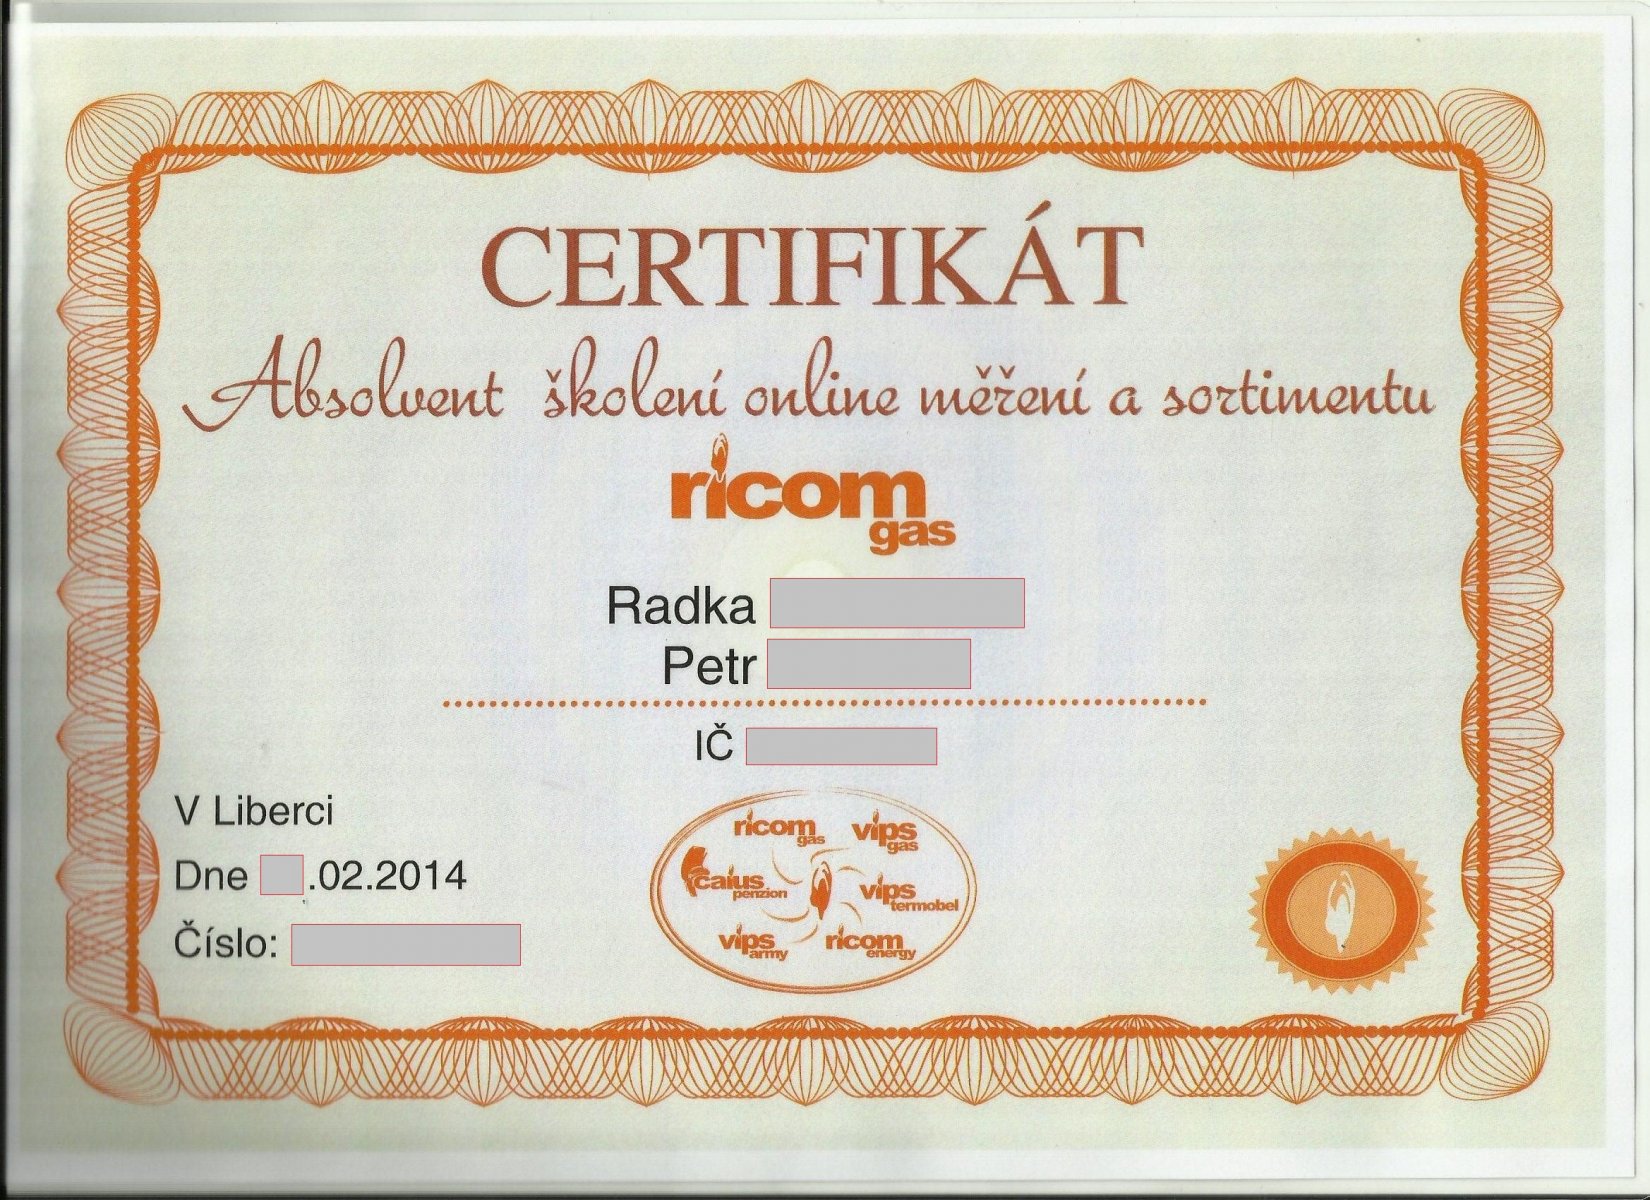 CERTIFIKÁT
Absolvent školení online měření a sortimentu
ricom
gas
Radka
Petr
IČ
V Liberci
Dne .02.2014
Číslo:
ricom gas
vips gas
caius penzion
vips termobel
vips army
ricom energy